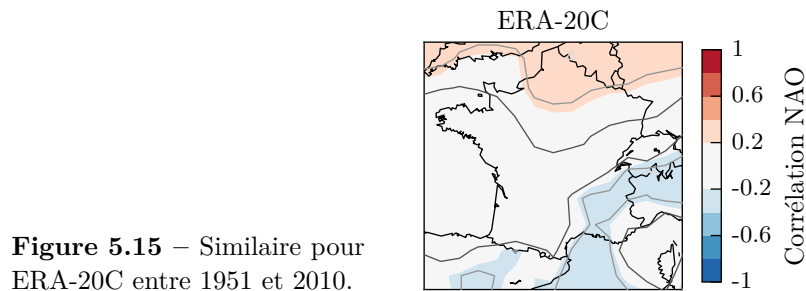 ERA-20C
1
0.6
0.2
-0.2
-0.6
-1
Corrélation NAO
Figure 5.15 – Similaire pour
ERA-20C entre 1951 et 2010.